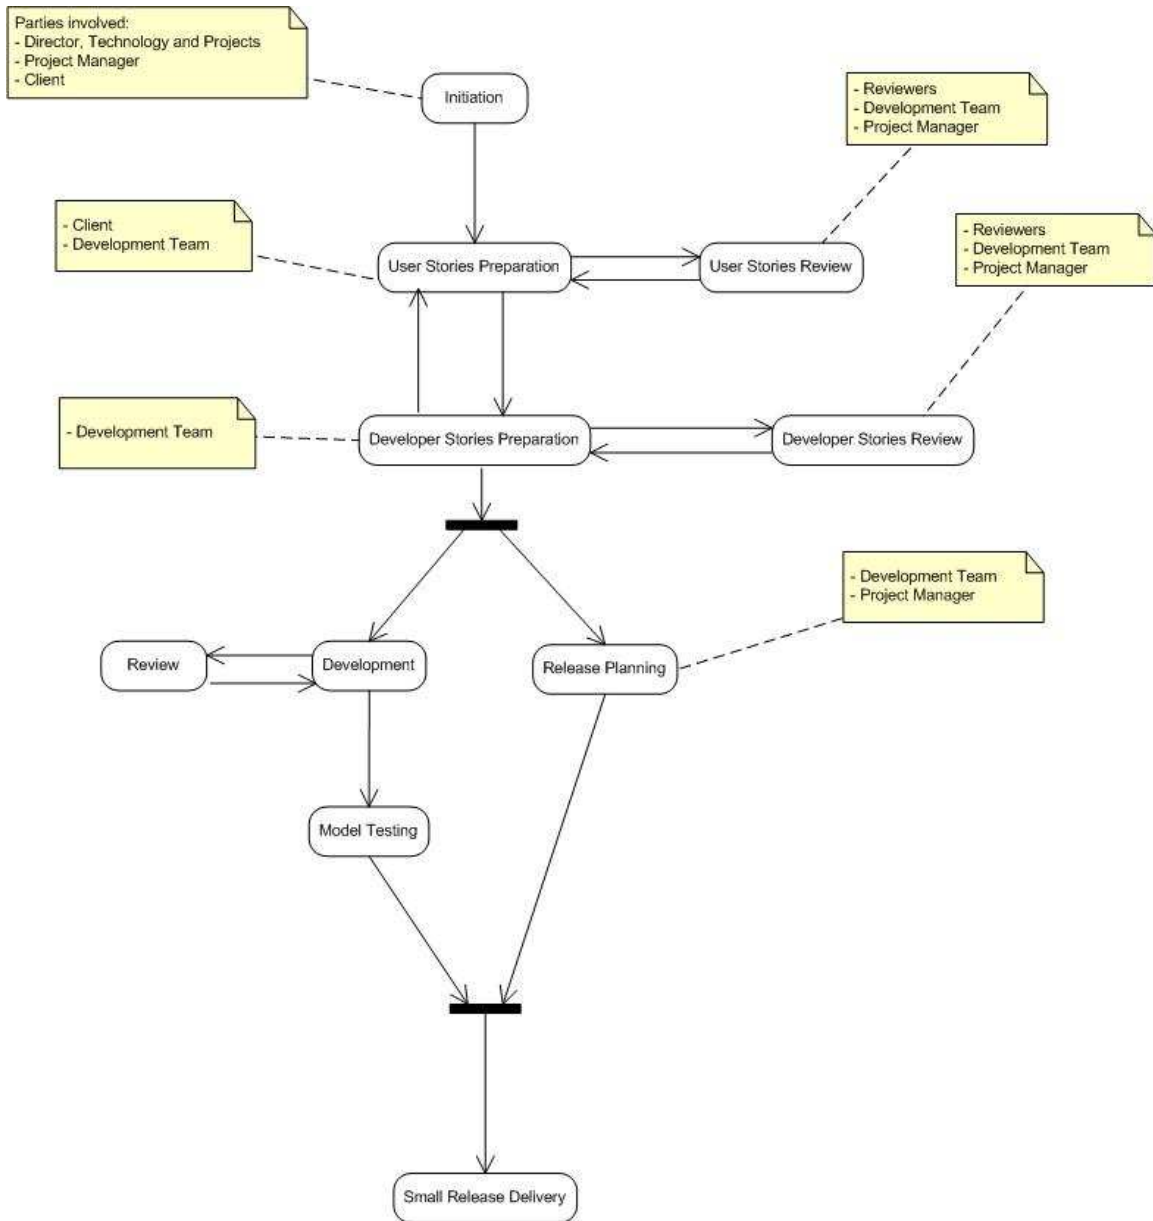 Parties involved:
- Director, Technology and Projects
- Project Manager
- Client
Initiation
- Reviewers
- Development Team
- Project Manager
- Client
- Development Team
User Stories Preparation
User Stories Review
- Reviewers
- Development Team
- Project Manager
- Development Team
Developer Stories Preparation
Developer Stories Review
- Development Team
- Project Manager
Review
Development
Release Planning
Model Testing
Small Release Delivery